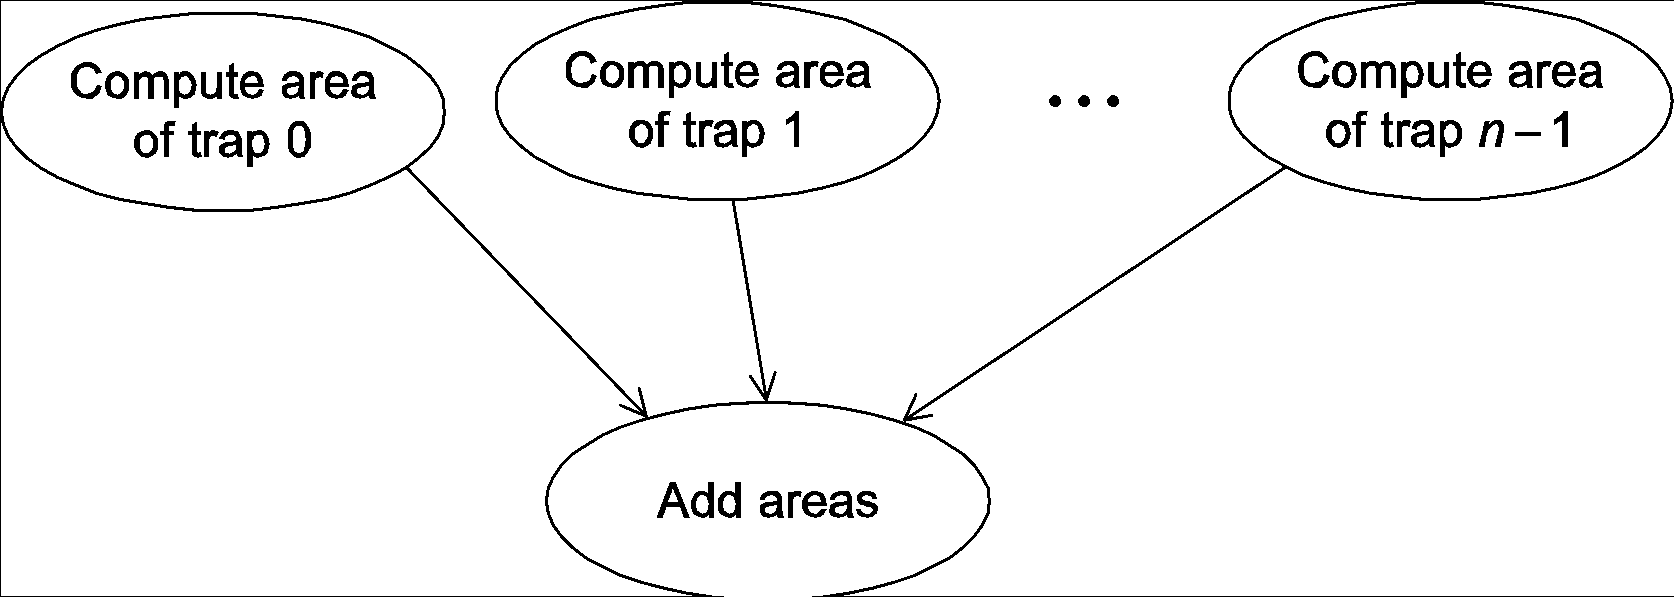 Compute area
of trap 0
Compute area
of trap 1
• • •
Compute area
of trap n – 1
Add areas